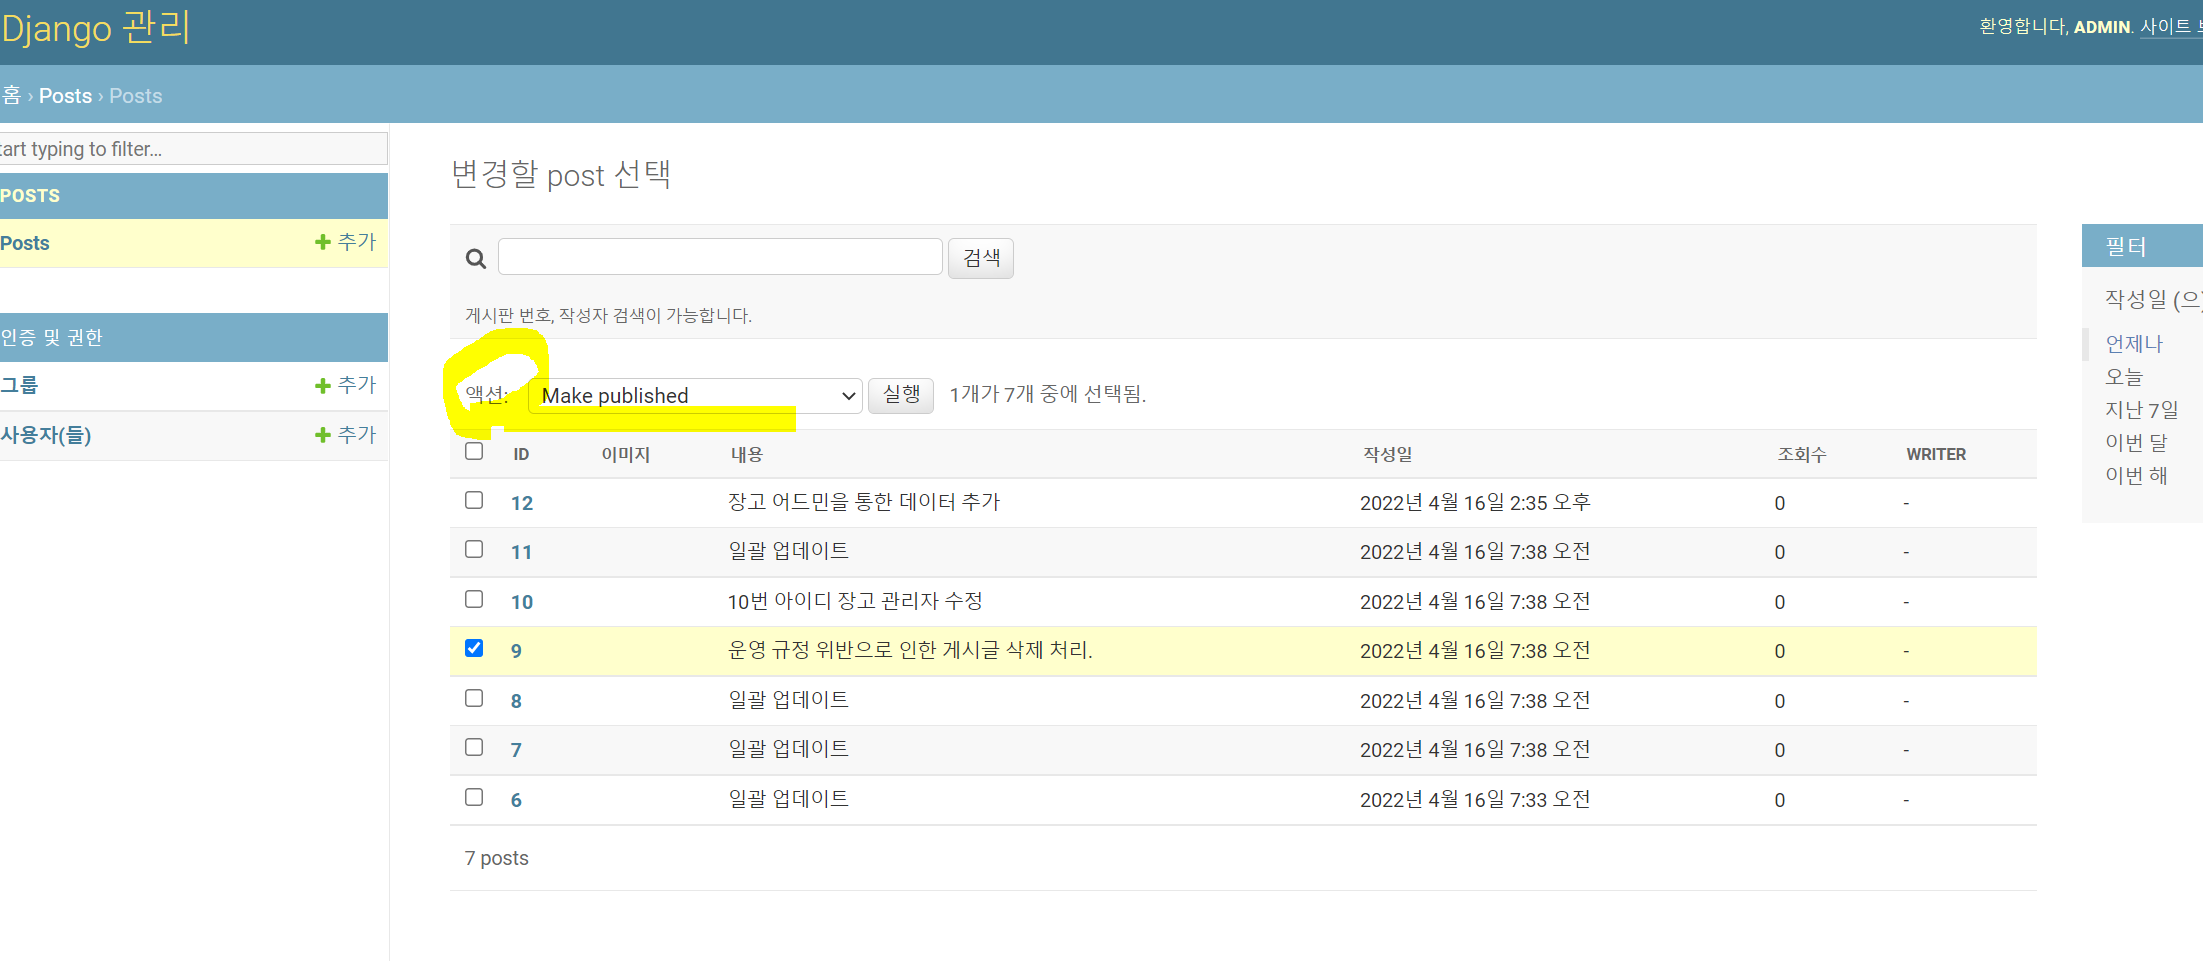 Django 관리
환영합니다, ADMIN. 사이트
홈 › Posts › Posts
tart typing to filter...
POSTS
Posts
추가
인증 및 권한
그룹
추가
사용자(들)
추가
변경할 post 선택
검색
게시판 번호, 작성자 검색이 가능합니다.
액션: Make published 실행 1개가 7개 중에 선택됨.
ID 이미지 내용 작성일 조회수 WRITER
12 장고 어드민을 통한 데이터 추가 2022년 4월 16일 2:35 오후 0 -
11 일괄 업데이트 2022년 4월 16일 7:38 오전 0 -
10 10번 아이디 장고 관리자 수정 2022년 4월 16일 7:38 오전 0 -
9 운영 규정 위반으로 인한 게시글 삭제 처리. 2022년 4월 16일 7:38 오전 0 -
8 일괄 업데이트 2022년 4월 16일 7:38 오전 0 -
7 일괄 업데이트 2022년 4월 16일 7:38 오전 0 -
6 일괄 업데이트 2022년 4월 16일 7:33 오전 0 -
7 posts
필터
작성일 (으)
언제나
오늘
지난 7일
이번 달
이번 해